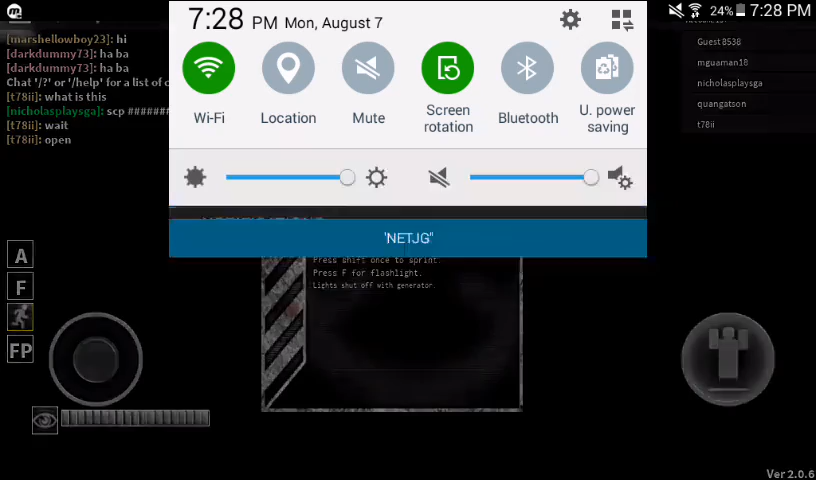 7:28 PM Mon, August 7
24% 7:28 PM
[marshellowboy23]: hi
[darkdummy73]: ha ba
[darkdummy73]: ha ba
Chat '/?' or '/help' for a list of c
[t78ii]: what is this
[nicholasplaysga]: scp #######
[t78ii]: wait
[t78ii]: open
Wi-Fi
Location
Mute
Screen
rotation
Bluetooth
U. power
saving
Guest 8538
mguaman18
nicholasplaysga
quangatson
t78ii
'NETJG"
Press shift once to sprint.
Press F for flashlight.
Lights shut off with generator.
A
F
FP
Ver 2.0.6